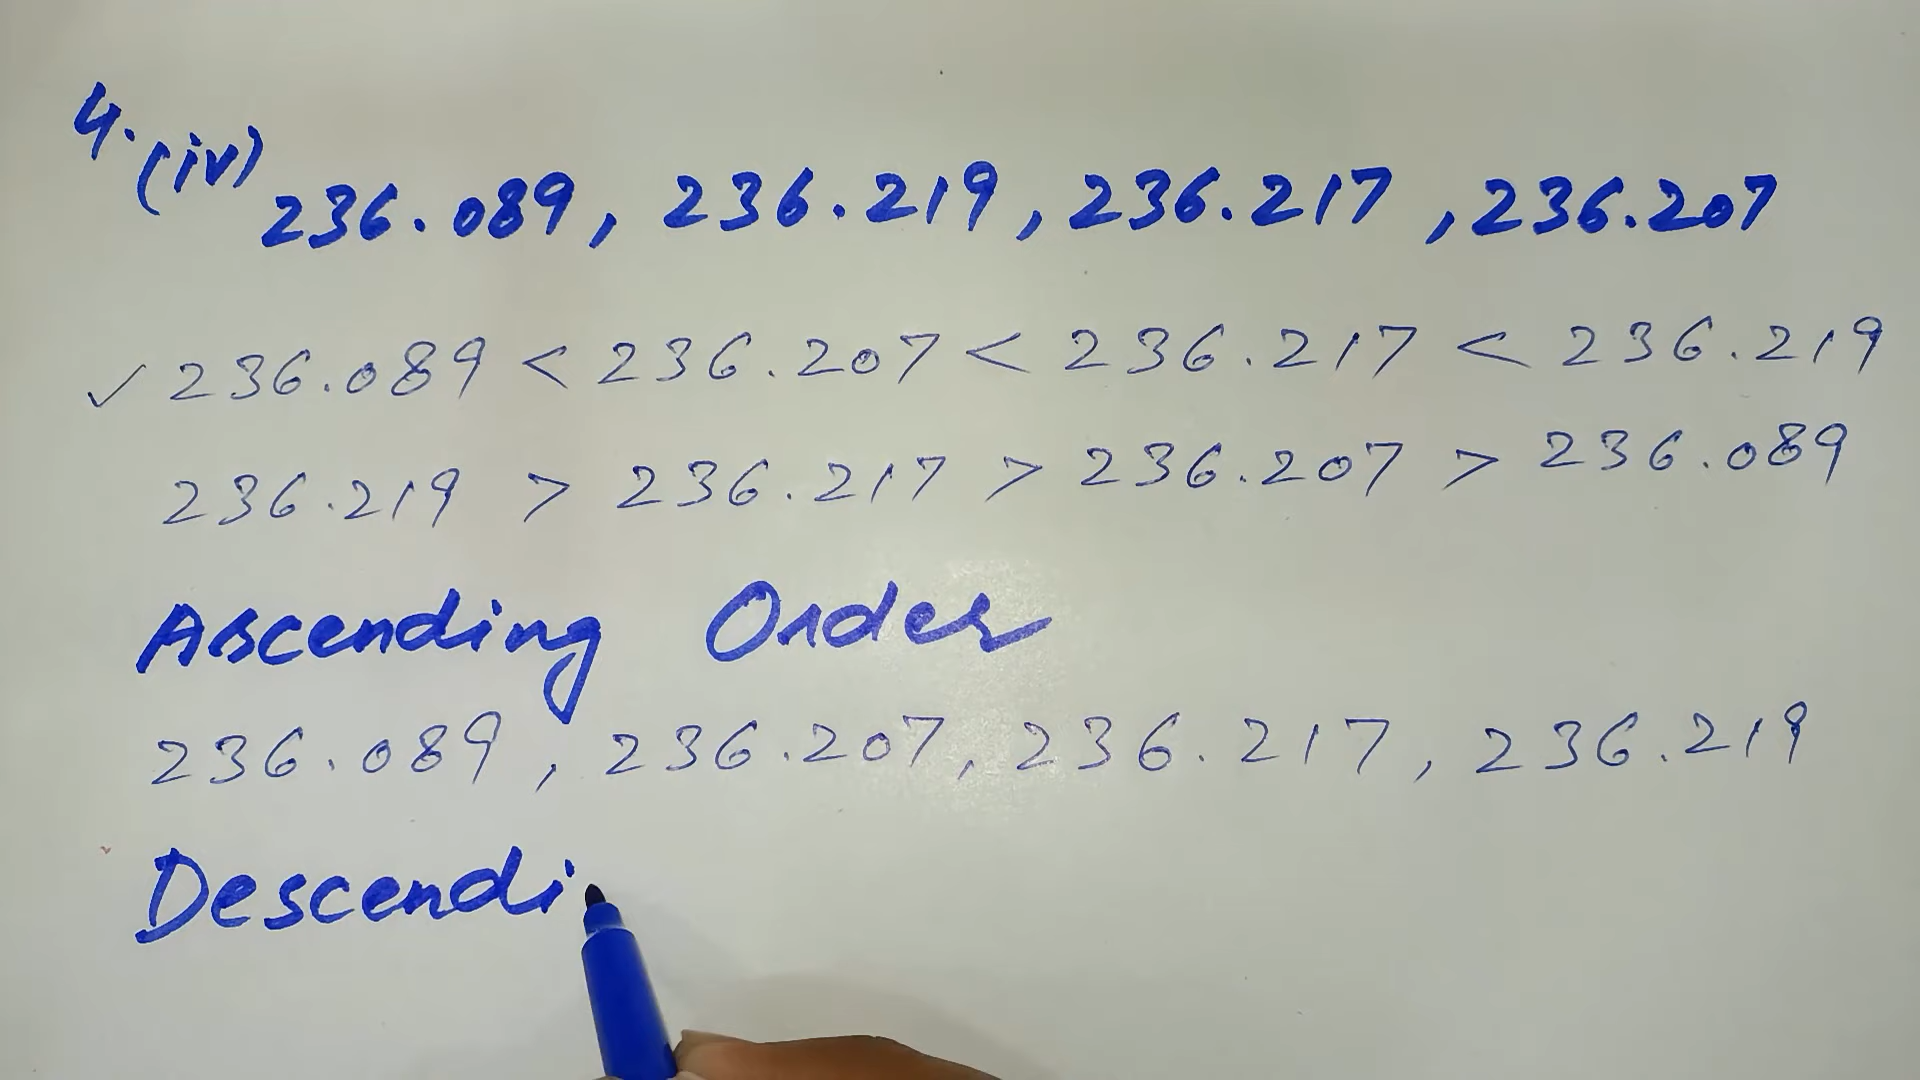 4. (iv) 236.089, 236.219, 236.217, 236.207
✓ 236.089 < 236.207 < 236.217 < 236.219
236.219 > 236.217 > 236.207 > 236.089
Ascending Order
236.089, 236.207, 236.217, 236.219
Descendi